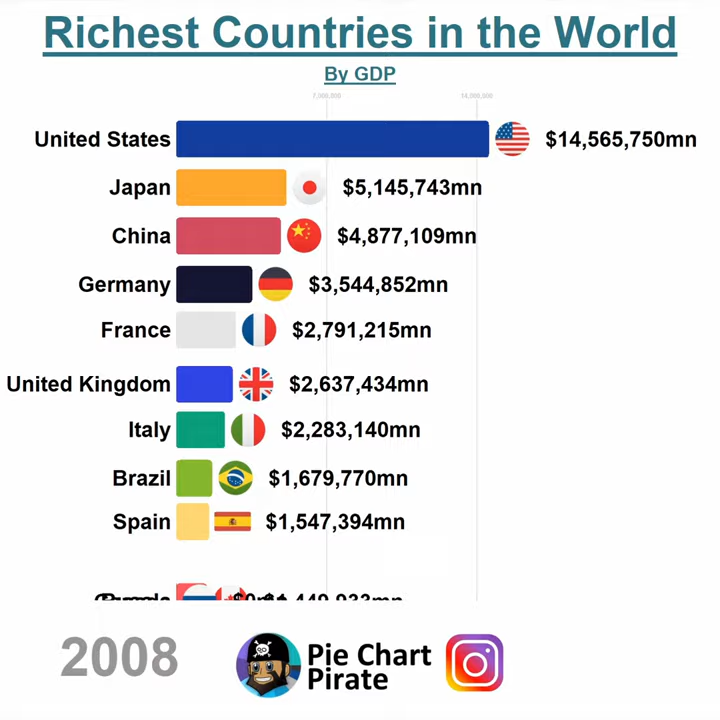 Richest Countries in the World
By GDP
7,000,000 14,000,000
United States $14,565,750mn
Japan $5,145,743mn
China $4,877,109mn
Germany $3,544,852mn
France $2,791,215mn
United Kingdom $2,637,434mn
Italy $2,283,140mn
Brazil $1,679,770mn
Spain $1,547,394mn
2008
Pie Chart
Pirate